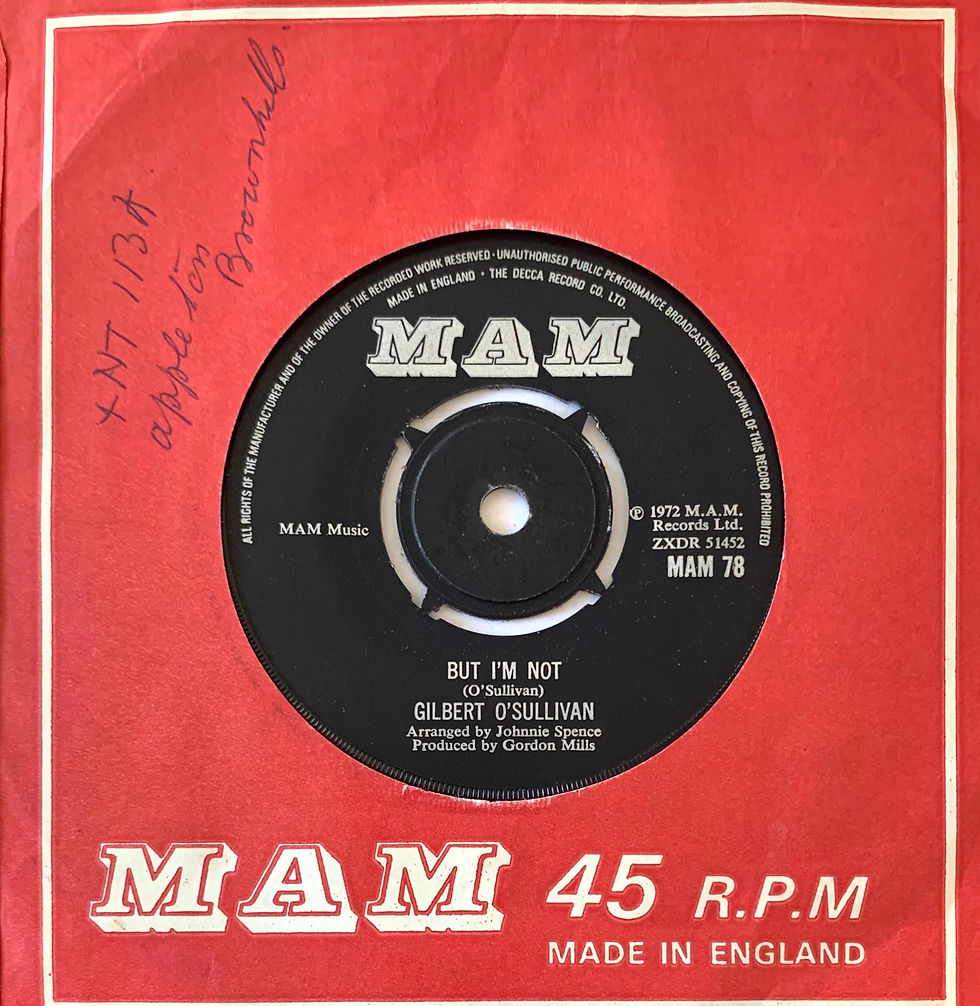 XNT 113A
appleton
Brownhills
ALL RIGHTS OF THE MANUFACTURER AND OF THE OWNER OF THE RECORDED WORK RESERVED · UNAUTHORISED PUBLIC PERFORMANCE BROADCASTING AND COPYING OF THIS RECORD PROHIBITED
MADE IN ENGLAND · THE DECCA RECORD CO. LTD.
MAM
MAM Music
℗ 1972 M.A.M.
Records Ltd.
ZXDR 51452
MAM 78
BUT I'M NOT
(O'Sullivan)
GILBERT O'SULLIVAN
Arranged by Johnnie Spence
Produced by Gordon Mills
MAM 45 R.P.M
MADE IN ENGLAND